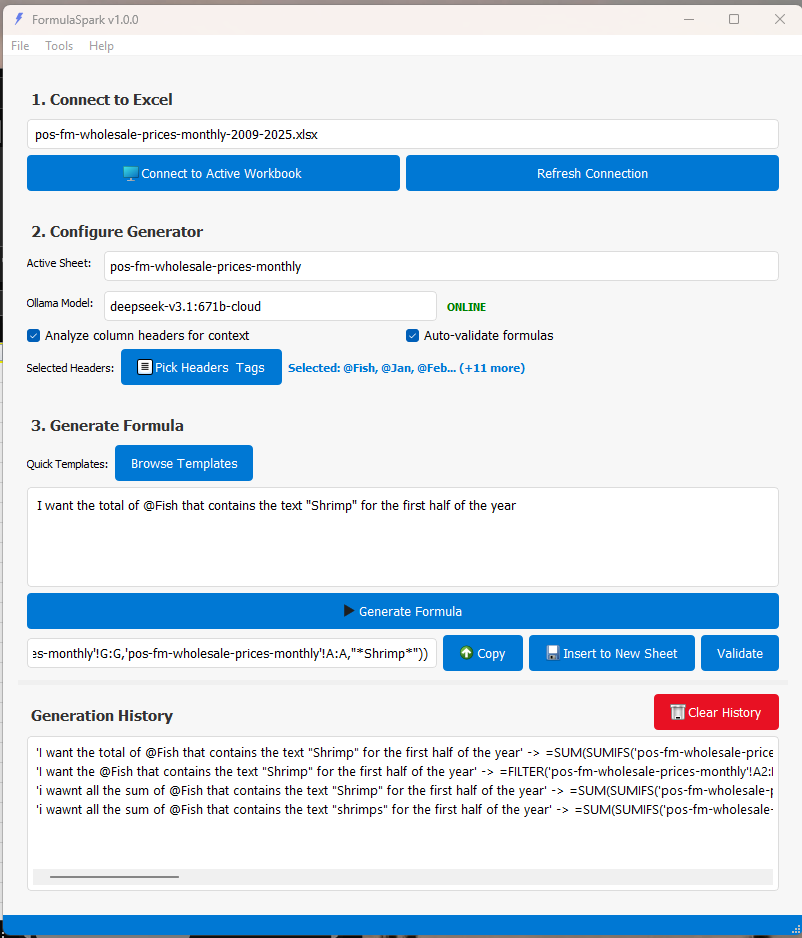 FormulaSpark v1.0.0
File Tools Help
1. Connect to Excel
pos-fm-wholesale-prices-monthly-2009-2025.xlsx
Connect to Active Workbook Refresh Connection
2. Configure Generator
Active Sheet: pos-fm-wholesale-prices-monthly
Ollama Model: deepseek-v3.1:671b-cloud ONLINE
Analyze column headers for context Auto-validate formulas
Selected Headers: Pick Headers Tags Selected: @Fish, @Jan, @Feb... (+11 more)
3. Generate Formula
Quick Templates: Browse Templates
I want the total of @Fish that contains the text "Shrimp" for the first half of the year
Generate Formula
es-monthly'!G:G,'pos-fm-wholesale-prices-monthly'!A:A,"*Shrimp*")) Copy Insert to New Sheet Validate
Generation History Clear History
'I want the total of @Fish that contains the text "Shrimp" for the first half of the year' -> =SUM(SUMIFS('pos-fm-wholesale-price
'I want the @Fish that contains the text "Shrimp" for the first half of the year' -> =FILTER('pos-fm-wholesale-prices-monthly'!A2:
'i wawnt all the sum of @Fish that contains the text "Shrimp" for the first half of the year' -> =SUM(SUMIFS('pos-fm-wholesale-p
'i wawnt all the sum of @Fish that contains the text "shrimps" for the first half of the year' -> =SUM(SUMIFS('pos-fm-wholesale-